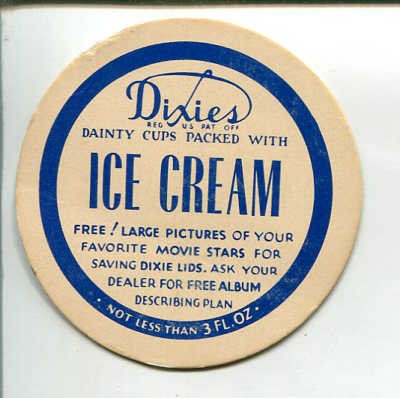 Dixies
REG US PAT OFF
DAINTY CUPS PACKED WITH
ICE CREAM
FREE! LARGE PICTURES OF YOUR
FAVORITE MOVIE STARS FOR
SAVING DIXIE LIDS. ASK YOUR
DEALER FOR FREE ALBUM
DESCRIBING PLAN
· NOT LESS THAN 3 FL. OZ ·